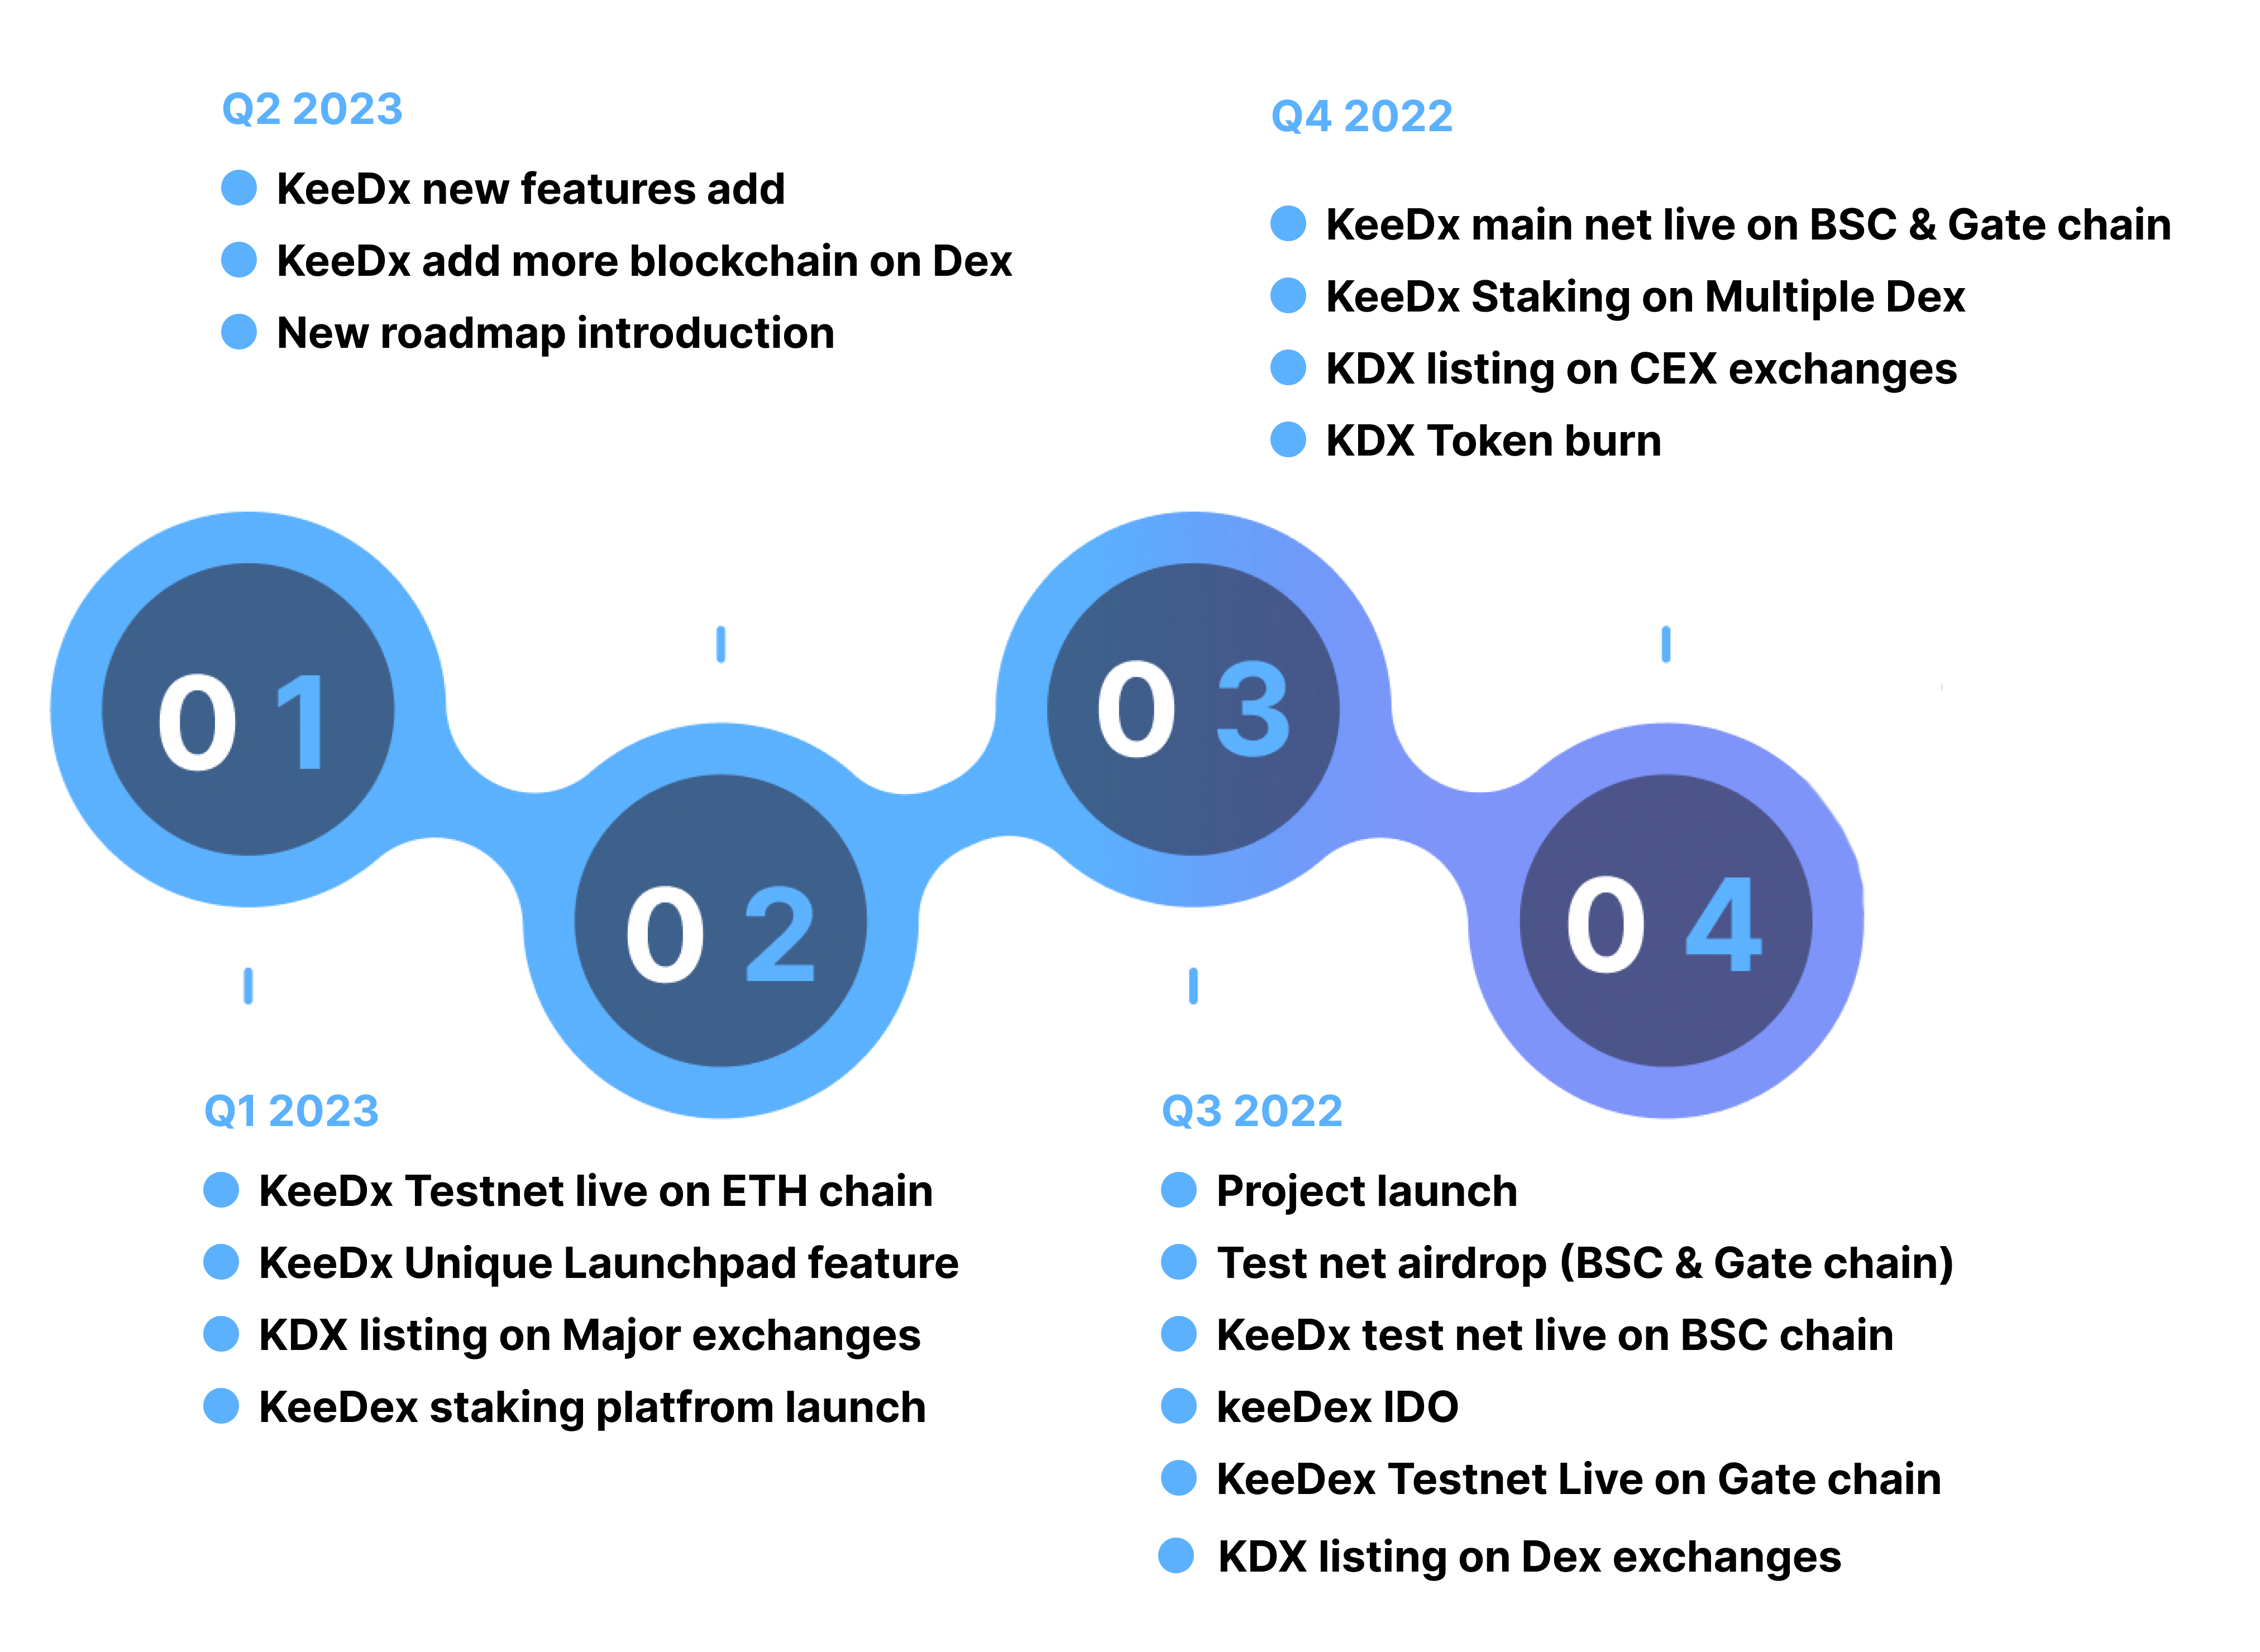 Q2 2023
KeeDx new features add
KeeDx add more blockchain on Dex
New roadmap introduction
Q4 2022
KeeDx main net live on BSC & Gate chain
KeeDx Staking on Multiple Dex
KDX listing on CEX exchanges
KDX Token burn
01
02
03
04
Q1 2023
KeeDx Testnet live on ETH chain
KeeDx Unique Launchpad feature
KDX listing on Major exchanges
KeeDex staking platfrom launch
Q3 2022
Project launch
Test net airdrop (BSC & Gate chain)
KeeDx test net live on BSC chain
keeDex IDO
KeeDex Testnet Live on Gate chain
KDX listing on Dex exchanges